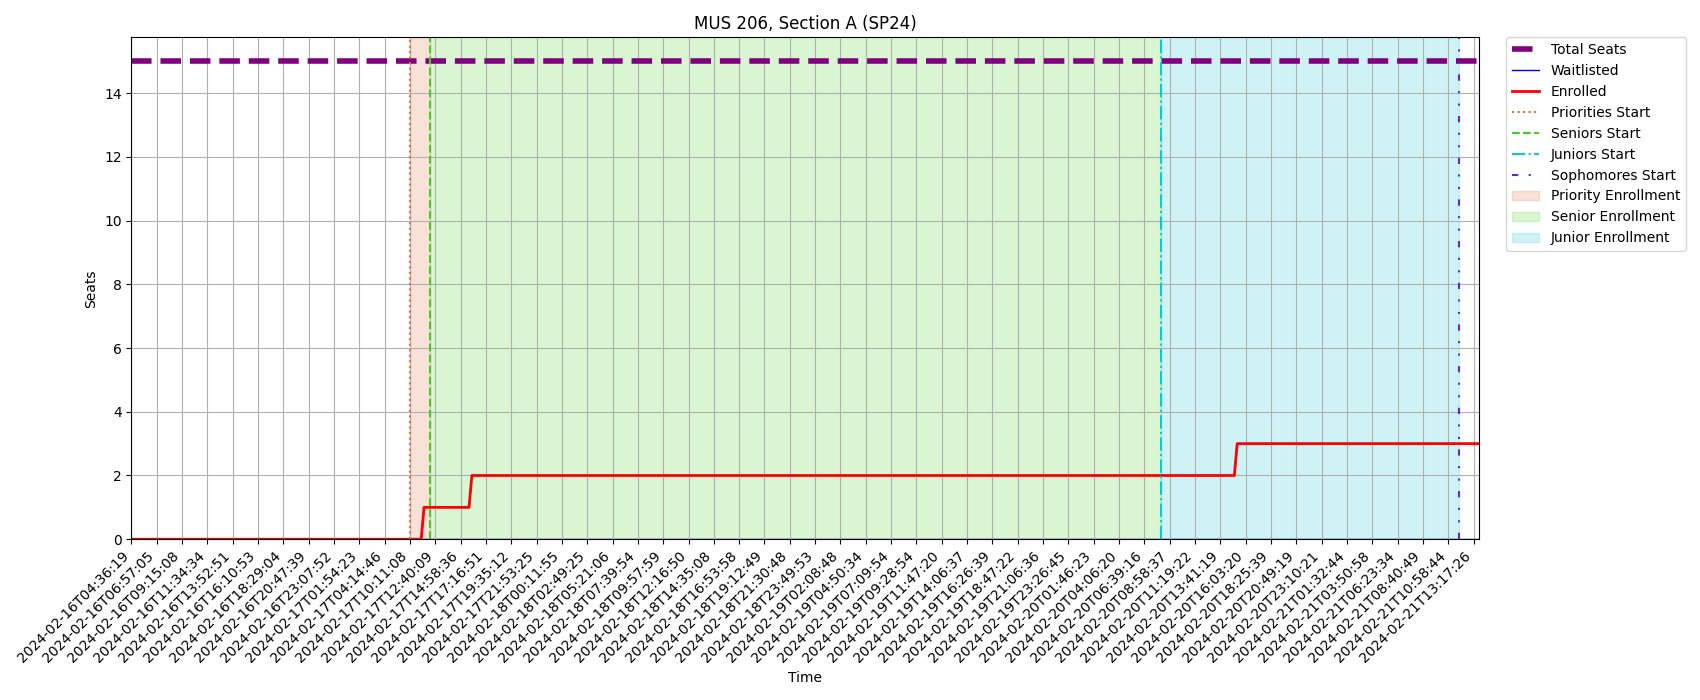 MUS 206, Section A (SP24)
Total Seats
Waitlisted
Enrolled
Priorities Start
Seniors Start
Juniors Start
Sophomores Start
Priority Enrollment
Senior Enrollment
Junior Enrollment
Seats
14
12
10
8
6
4
2
0
2024-02-16T04:36:19
2024-02-16T06:57:05
2024-02-16T09:15:08
2024-02-16T11:34:34
2024-02-16T13:52:51
2024-02-16T16:10:53
2024-02-16T18:29:04
2024-02-16T20:47:39
2024-02-16T23:07:52
2024-02-17T01:54:23
2024-02-17T04:14:46
2024-02-17T10:11:08
2024-02-17T12:40:09
2024-02-17T14:58:36
2024-02-17T17:16:51
2024-02-17T19:35:12
2024-02-17T21:53:25
2024-02-18T00:11:55
2024-02-18T02:49:25
2024-02-18T05:21:06
2024-02-18T07:39:54
2024-02-18T09:57:59
2024-02-18T12:16:50
2024-02-18T14:35:08
2024-02-18T16:53:58
2024-02-18T19:12:49
2024-02-18T21:30:48
2024-02-18T23:49:53
2024-02-19T02:08:48
2024-02-19T04:50:34
2024-02-19T07:09:54
2024-02-19T09:28:54
2024-02-19T11:47:20
2024-02-19T14:06:37
2024-02-19T16:26:39
2024-02-19T18:47:22
2024-02-19T21:06:36
2024-02-19T23:26:45
2024-02-20T01:46:23
2024-02-20T04:06:20
2024-02-20T06:39:16
2024-02-20T08:58:37
2024-02-20T11:19:22
2024-02-20T13:41:19
2024-02-20T16:03:20
2024-02-20T18:25:39
2024-02-20T20:49:19
2024-02-20T23:10:21
2024-02-21T01:32:44
2024-02-21T03:50:58
2024-02-21T06:23:34
2024-02-21T08:40:49
2024-02-21T10:58:44
2024-02-21T13:17:26
Time